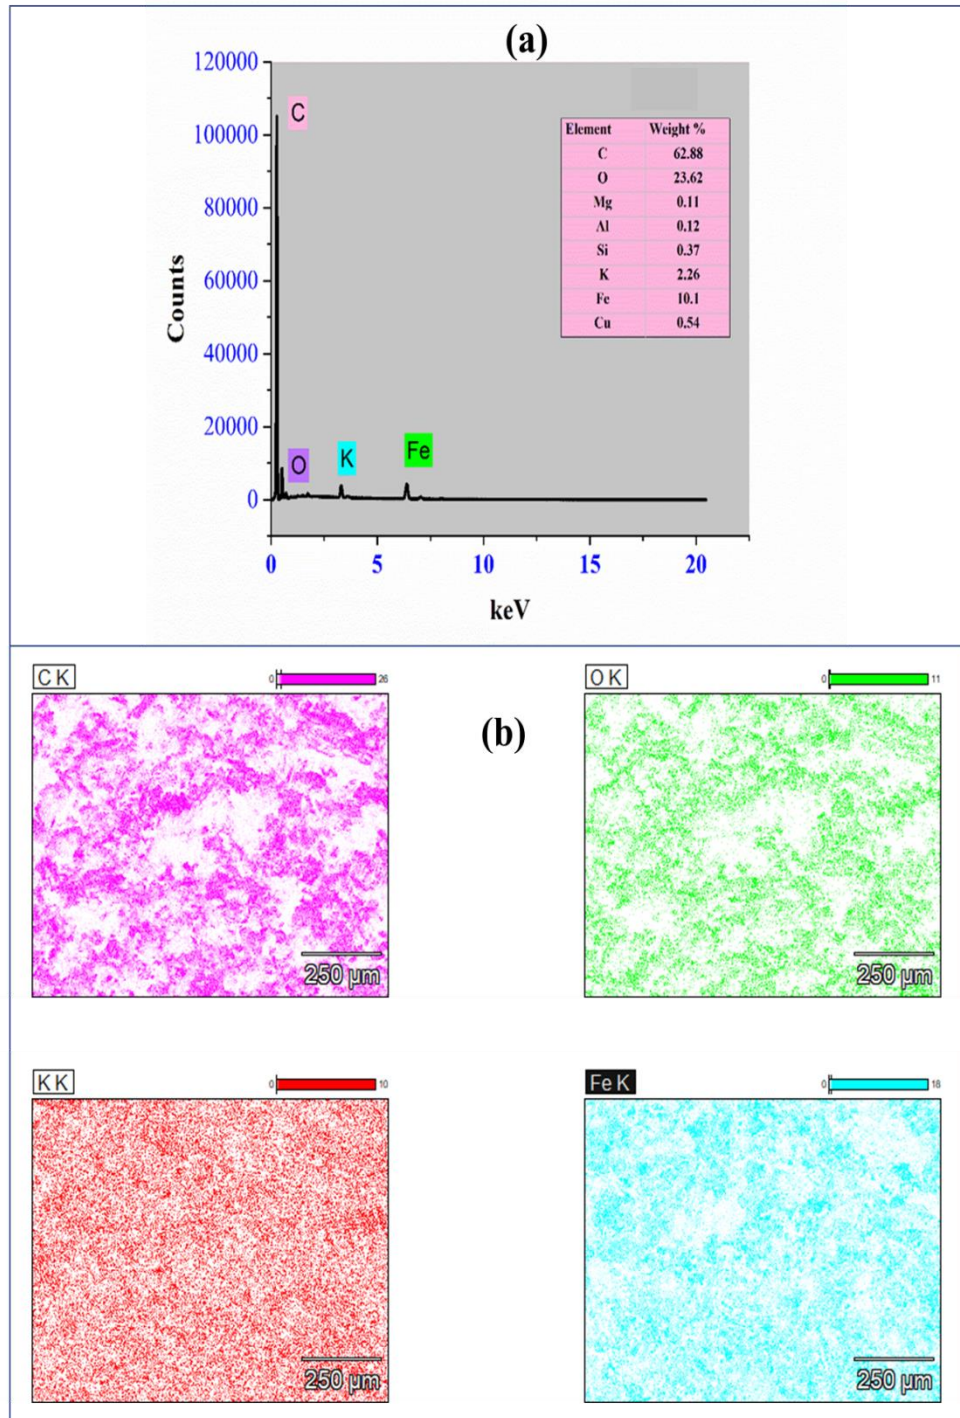 (a)
120000
100000
80000
60000
40000
20000
0
Counts
C
O
K
Fe
Element Weight %
C 62.88
O 23.62
Mg 0.11
Al 0.12
Si 0.37
K 2.26
Fe 10.1
Cu 0.54
0 5 10 15 20
keV
(b)
C K 0 26
250 µm
O K 0 11
250 µm
K K 0 10
250 µm
Fe K 0 18
250 µm